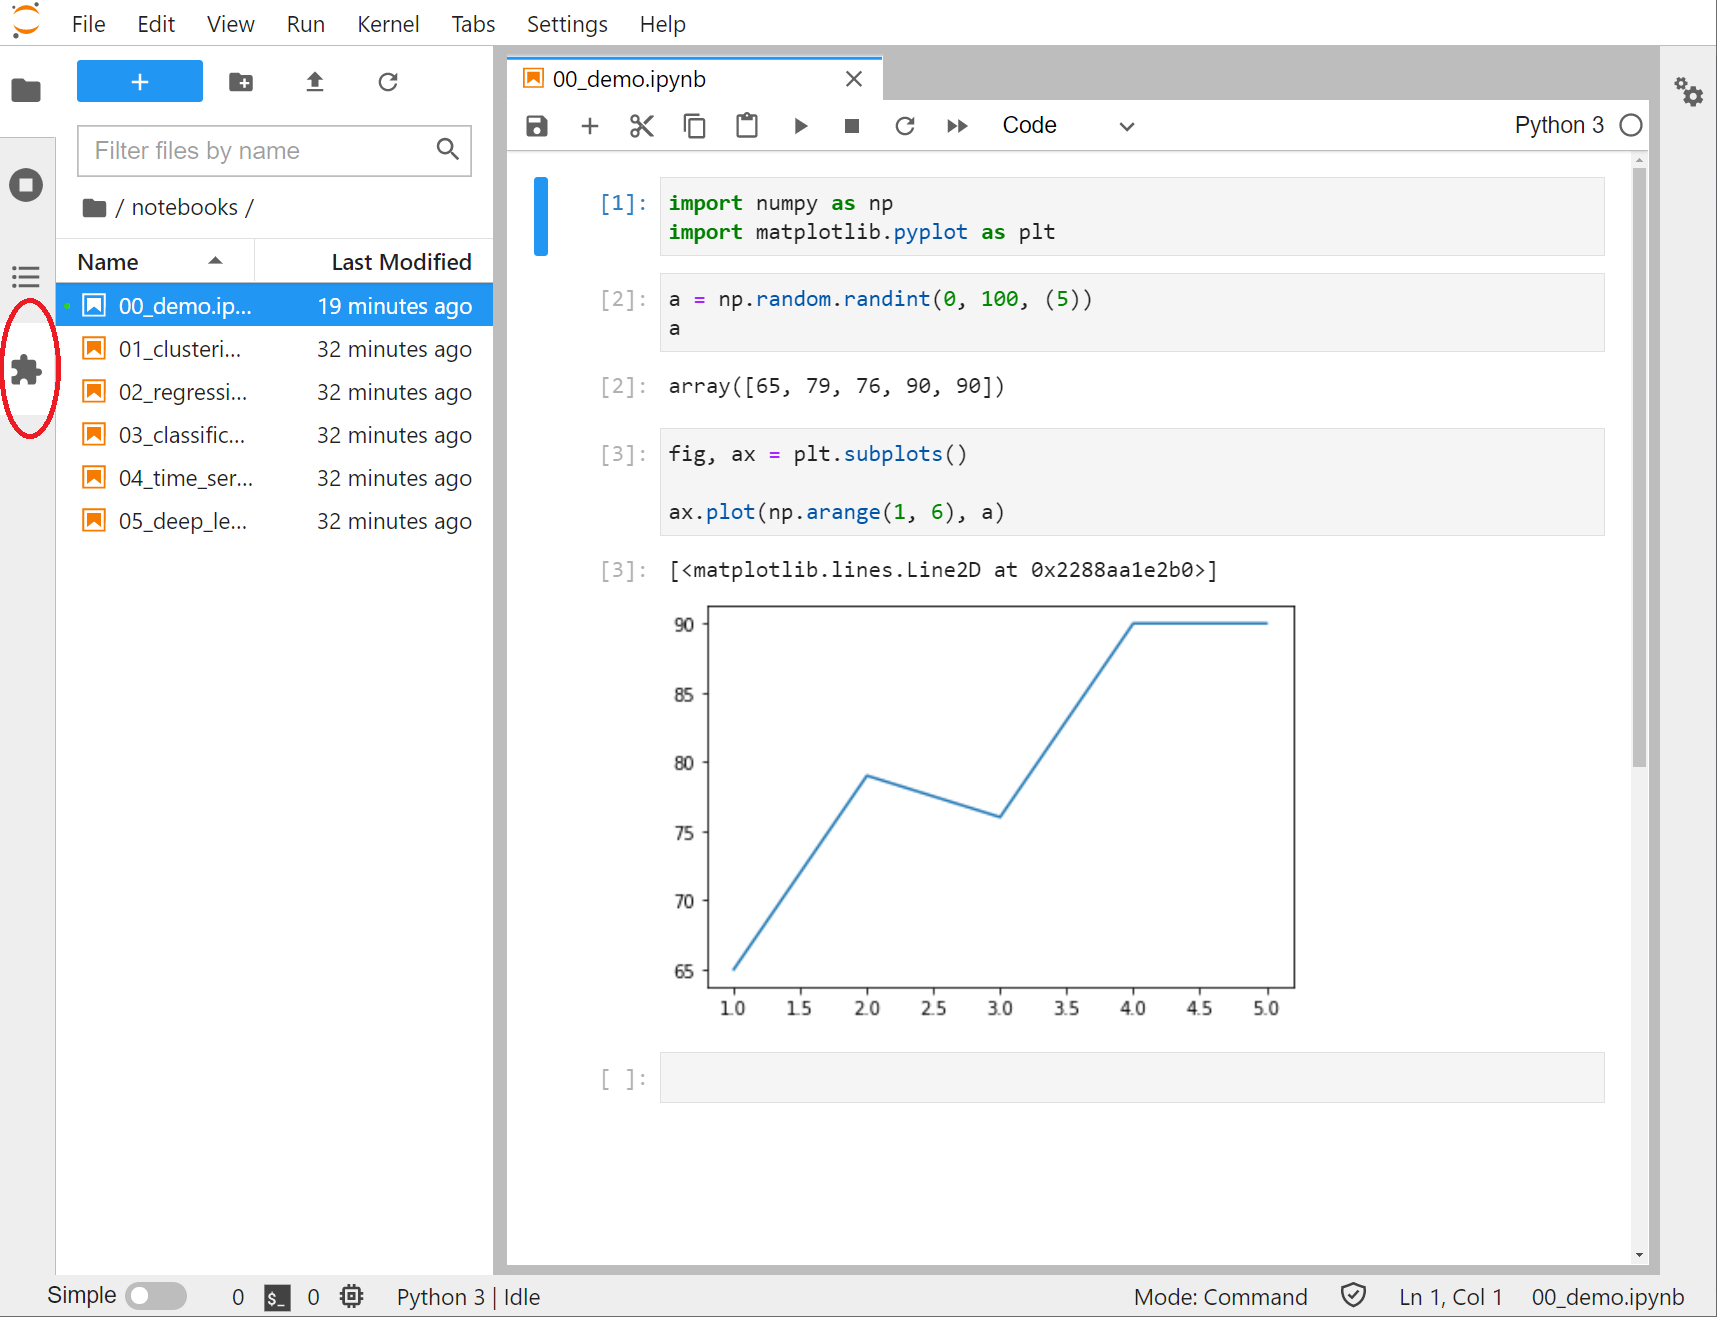 File Edit View Run Kernel Tabs Settings Help
+
Filter files by name
/ notebooks /
Name Last Modified
00_demo.ip... 19 minutes ago
01_clusteri... 32 minutes ago
02_regressi... 32 minutes ago
03_classific... 32 minutes ago
04_time_ser... 32 minutes ago
05_deep_le... 32 minutes ago
00_demo.ipynb
Code
Python 3
[1]: import numpy as np
import matplotlib.pyplot as plt
[2]: a = np.random.randint(0, 100, (5))
a
[2]: array([65, 79, 76, 90, 90])
[3]: fig, ax = plt.subplots()
ax.plot(np.arange(1, 6), a)
[3]: [<matplotlib.lines.Line2D at 0x2288aa1e2b0>]
90
85
80
75
70
65
1.0 1.5 2.0 2.5 3.0 3.5 4.0 4.5 5.0
[ ]:
Simple 0 $_ 0 Python 3 | Idle Mode: Command Ln 1, Col 1 00_demo.ipynb